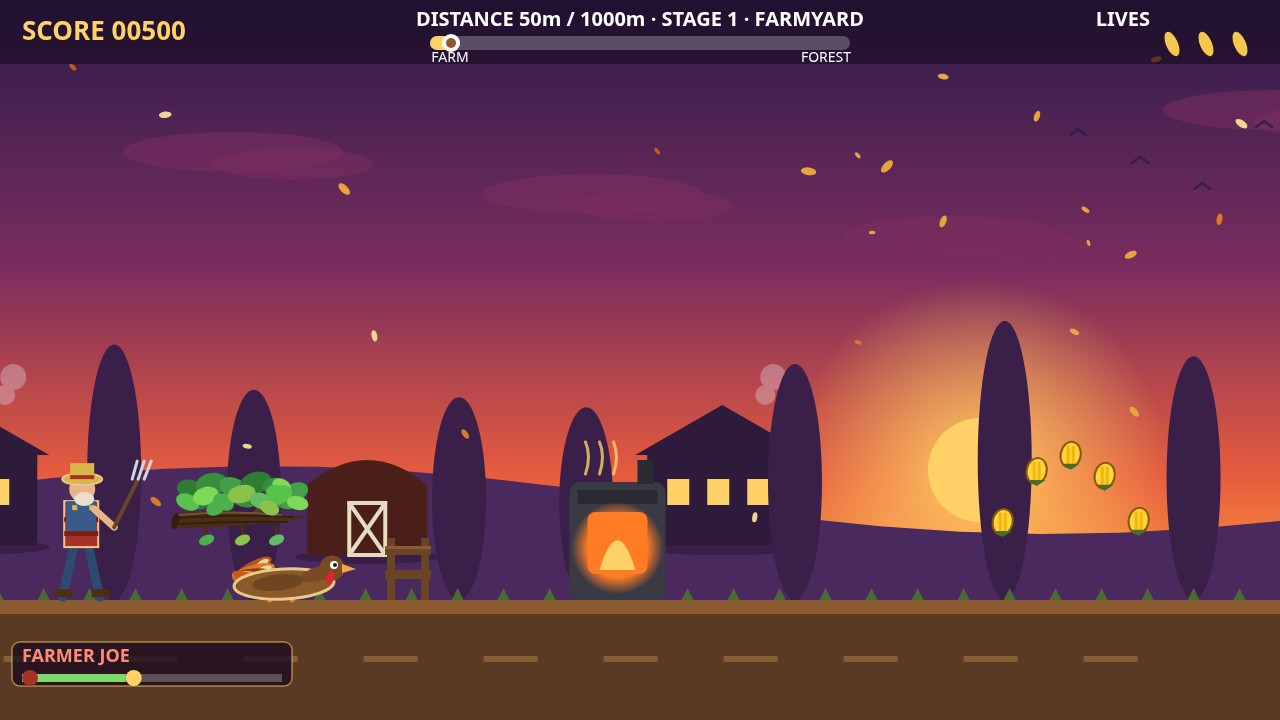 SCORE 00500
DISTANCE 50m / 1000m · STAGE 1 · FARMYARD
LIVES
FARM
FOREST
FARMER JOE